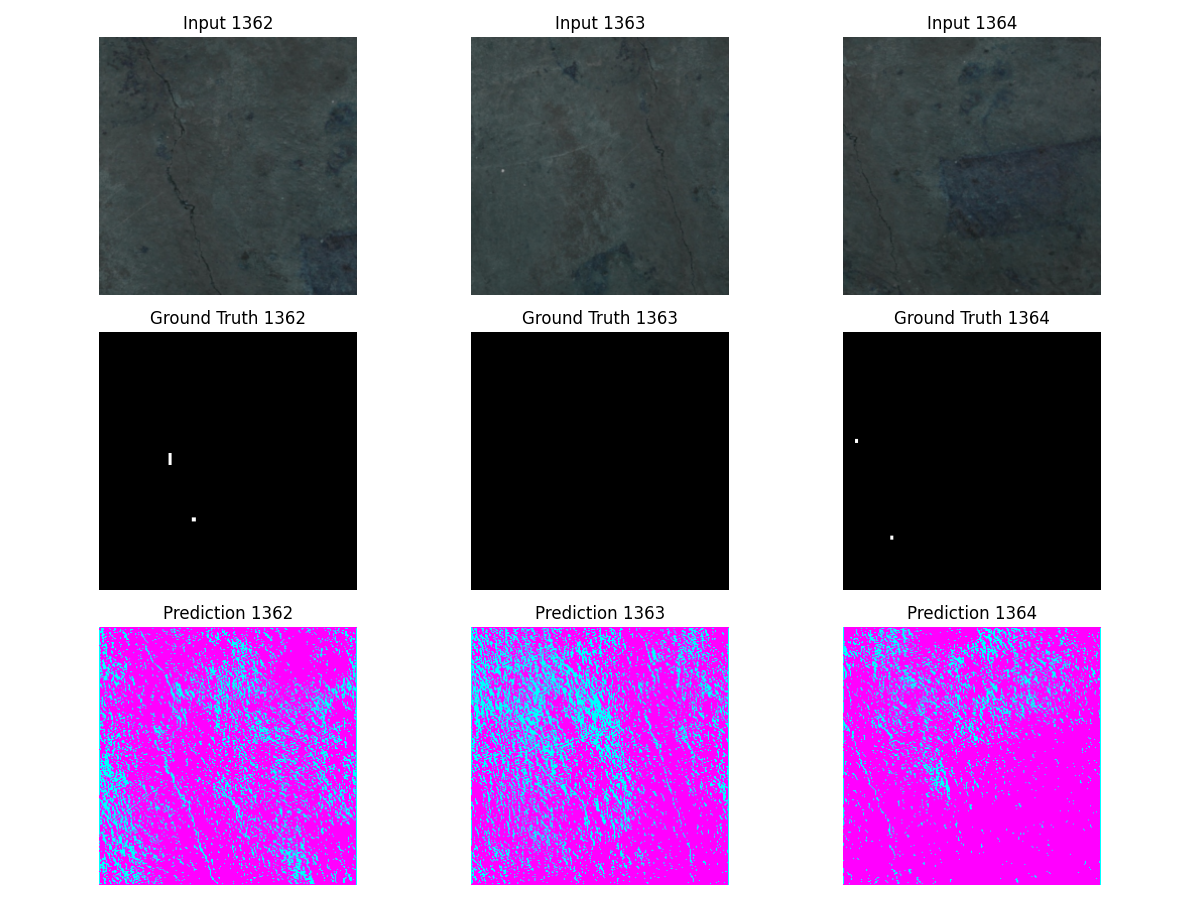 Input 1362
Input 1363
Input 1364
Ground Truth 1362
Ground Truth 1363
Ground Truth 1364
Prediction 1362
Prediction 1363
Prediction 1364